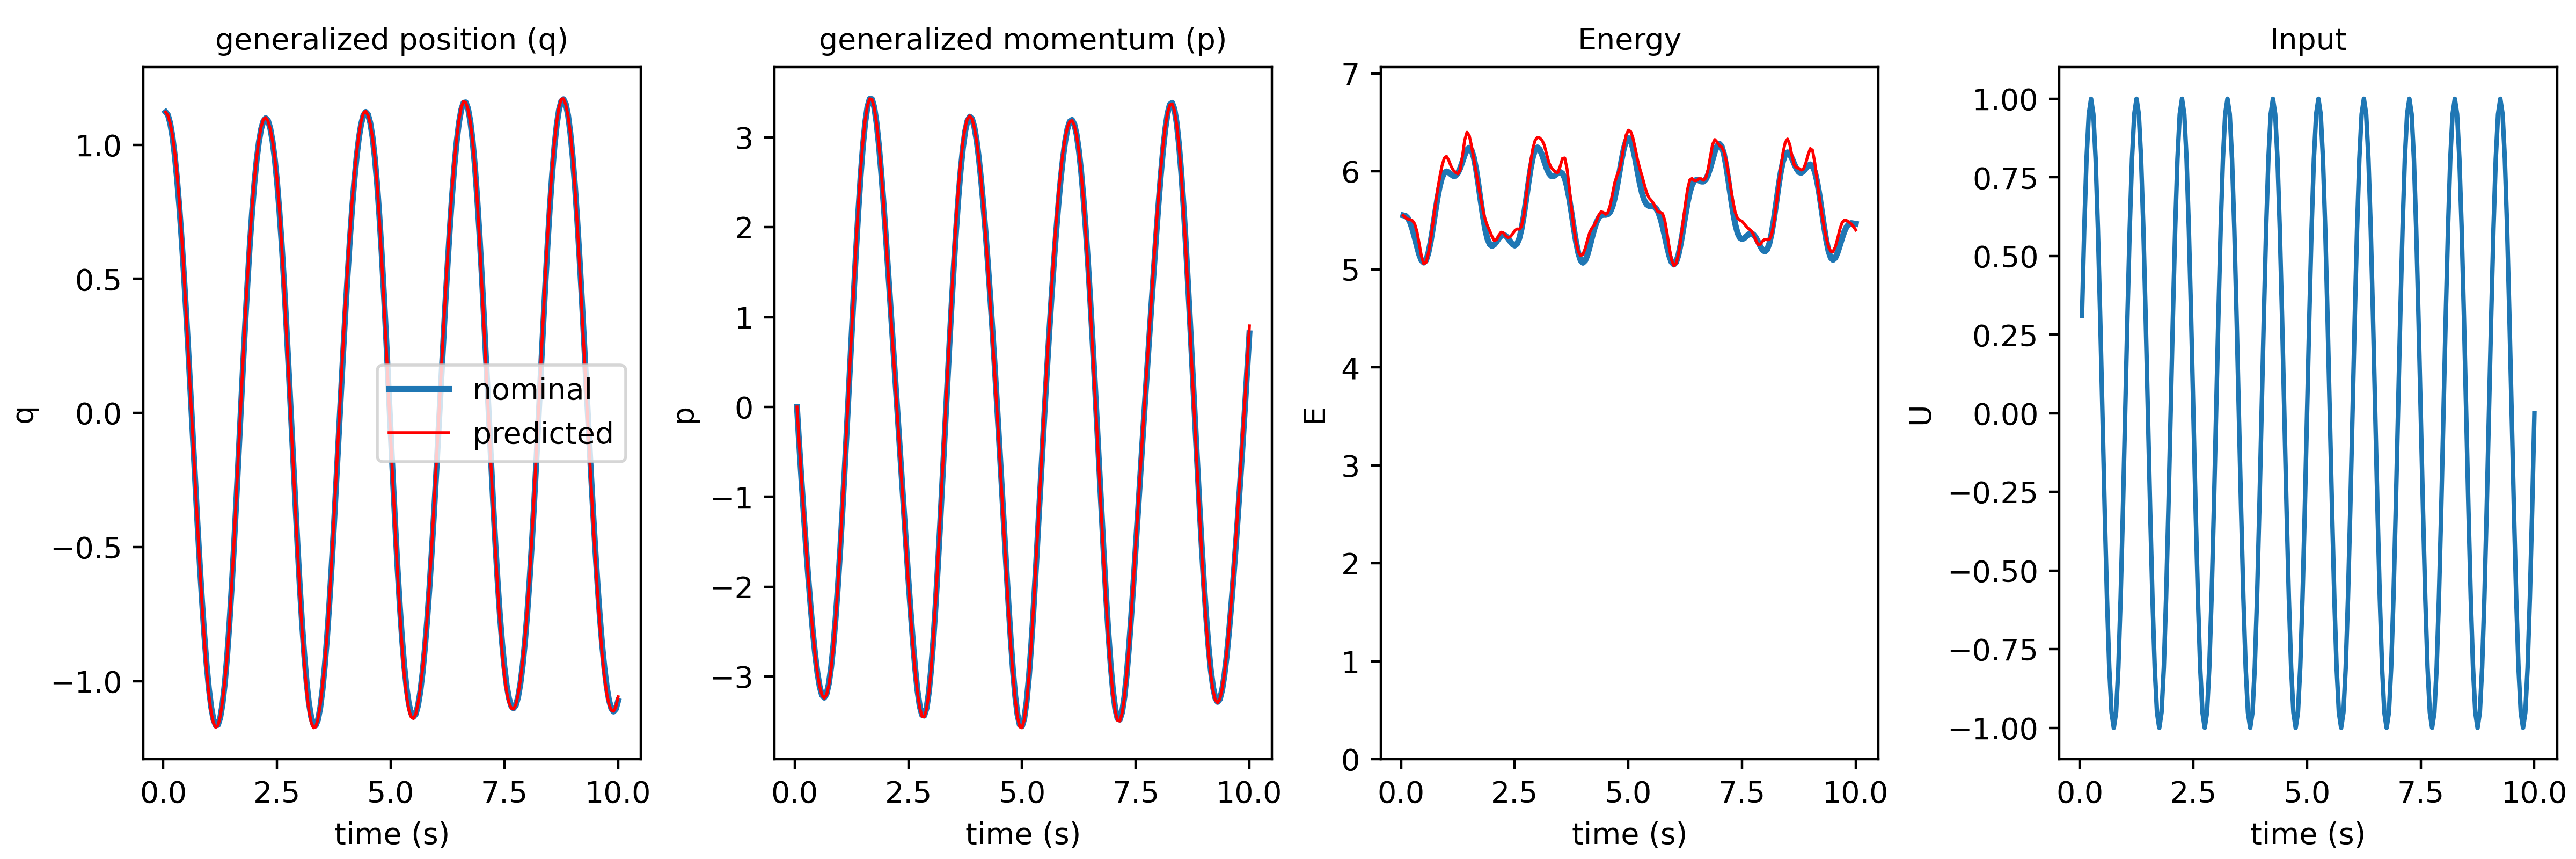 generalized position (q)
q
1.0
0.5
0.0
−0.5
−1.0
nominal
predicted
0.0 2.5 5.0 7.5 10.0
time (s)
generalized momentum (p)
p
3
2
1
0
−1
−2
−3
0.0 2.5 5.0 7.5 10.0
time (s)
Energy
E
7
6
5
4
3
2
1
0
0.0 2.5 5.0 7.5 10.0
time (s)
Input
U
1.00
0.75
0.50
0.25
0.00
−0.25
−0.50
−0.75
−1.00
0.0 2.5 5.0 7.5 10.0
time (s)